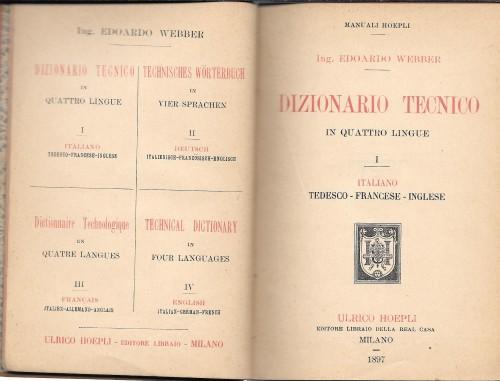 Ing. EDOARDO WEBBER
DIZIONARIO TECNICO
IN
QUATTRO LINGUE
I
ITALIANO
TEDESCO-FRANCESE-INGLESE
TECHNISCHES WÖRTERBUCH
IN
VIER SPRACHEN
II
DEUTSCH
ITALIENISCH-FRANZÖSISCH-ENGLISCH
Dictionnaire Technologique
EN
QUATRE LANGUES
III
FRANÇAIS
ITALIEN-ALLEMAND-ANGLAIS
TECHNICAL DICTIONARY
IN
FOUR LANGUAGES
IV
ENGLISH
ITALIAN-GERMAN-FRENCH
ULRICO HOEPLI - EDITORE LIBRAIO - MILANO
MANUALI HOEPLI
Ing. EDOARDO WEBBER
DIZIONARIO TECNICO
IN QUATTRO LINGUE
I
ITALIANO
TEDESCO - FRANCESE - INGLESE
ULRICO HOEPLI
EDITORE LIBRAIO DELLA REAL CASA
MILANO
1897